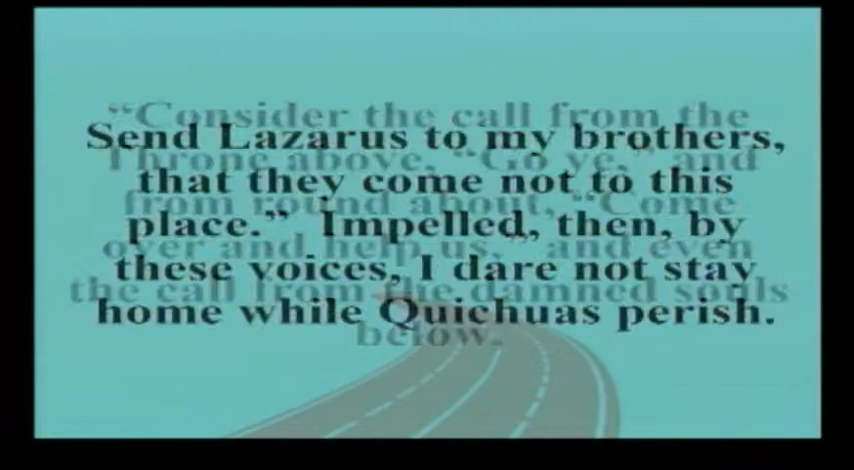 “Consider the call from the
Throne above, “Go ye,” and
from round about, “Come
over and help us,” and even
the call from the damned souls
below.
Send Lazarus to my brothers,
that they come not to this
place.”  Impelled, then, by
these voices, I dare not stay
home while Quichuas perish.